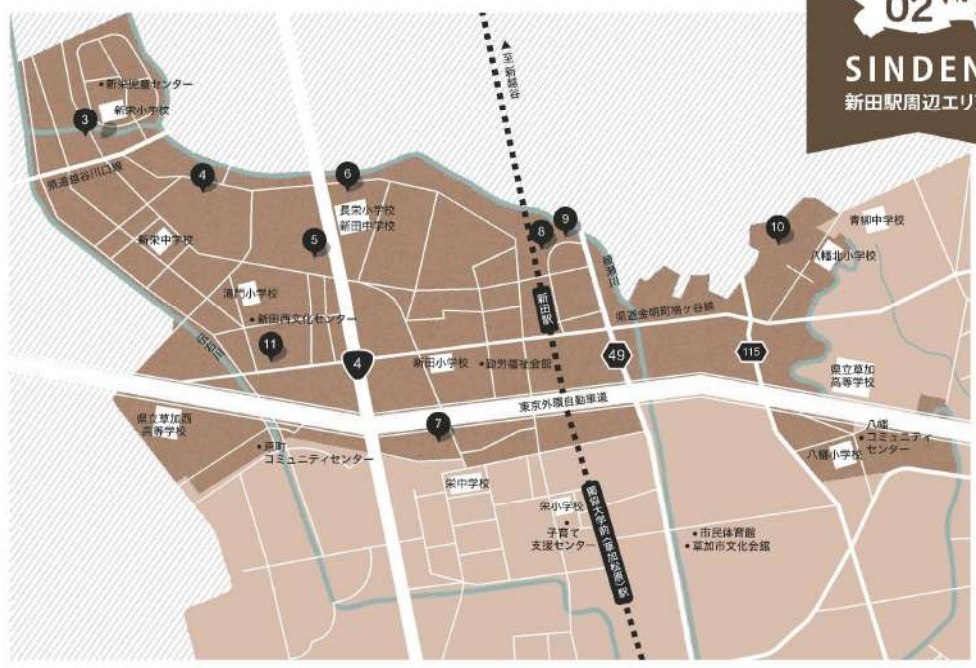 02
SINDEN
新田駅周辺エリ
▲至 新越谷
新栄児童センター
新栄小学校
3
県道越谷川口線
4
6
長栄小学校
新田中学校
5
新栄中学校
8
9
綾瀬川
10
青柳中学校
八幡北小学校
清門小学校
新田西文化センター
11
新田駅
県道金明町鳩ヶ谷線
4
新田小学校
勤労福祉会館
49
115
県立草加
高等学校
東京外環自動車道
県立草加西
高等学校
7
原町
コミュニティセンター
八幡
コミュニティ
センター
八幡小学校
栄中学校
栄小学校
子育て
支援センター
獨協大学前〈草加松原〉駅
市民体育館
草加市文化会館